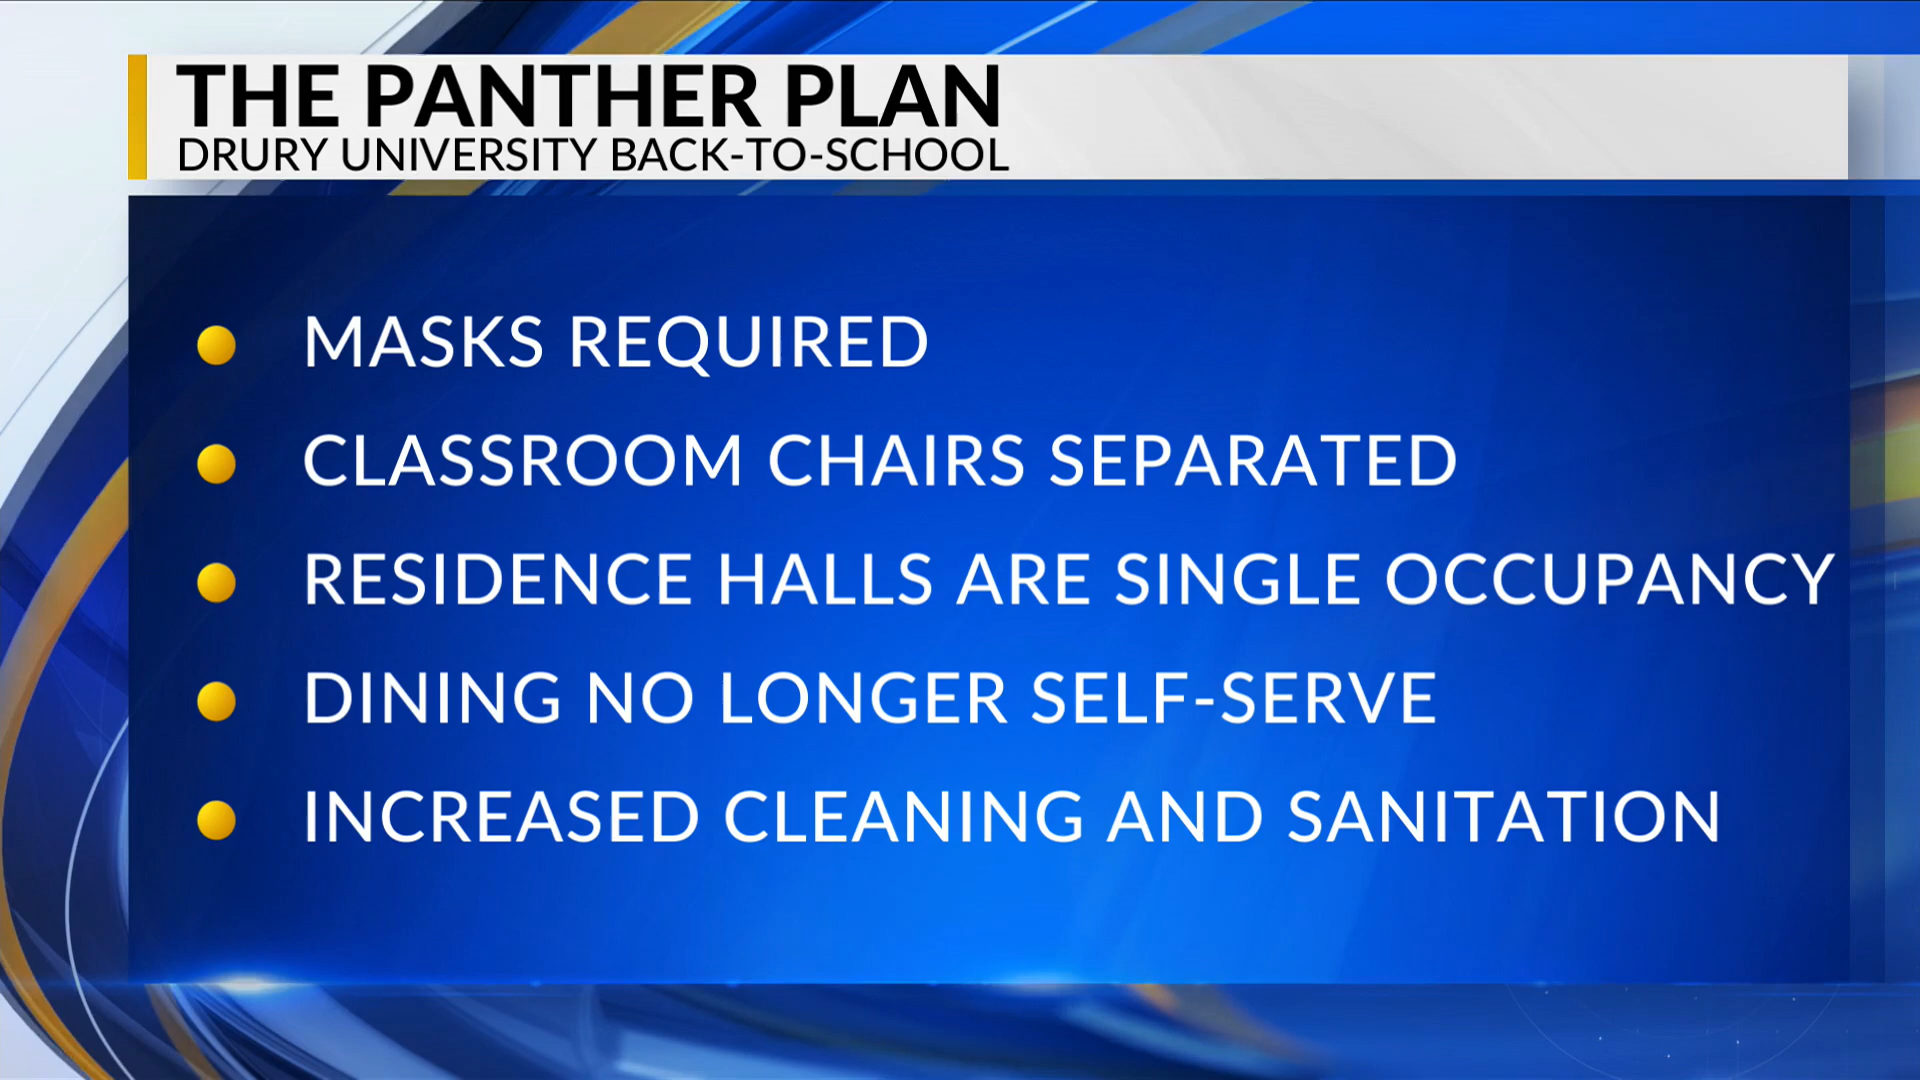 THE PANTHER PLAN
DRURY UNIVERSITY BACK-TO-SCHOOL
MASKS REQUIRED
CLASSROOM CHAIRS SEPARATED
RESIDENCE HALLS ARE SINGLE OCCUPANCY
DINING NO LONGER SELF-SERVE
INCREASED CLEANING AND SANITATION